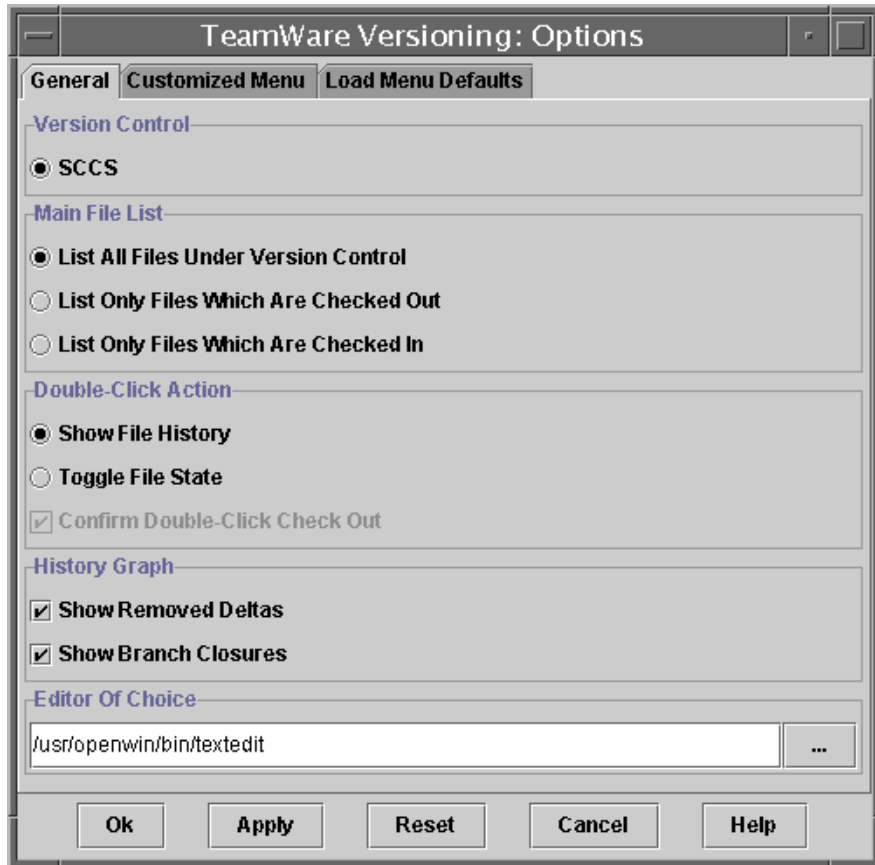 TeamWare Versioning: Options
General Customized Menu Load Menu Defaults
Version Control
SCCS
Main File List
List All Files Under Version Control
List Only Files Which Are Checked Out
List Only Files Which Are Checked In
Double-Click Action
Show File History
Toggle File State
Confirm Double-Click Check Out
History Graph
Show Removed Deltas
Show Branch Closures
Editor Of Choice
/usr/openwin/bin/textedit ...
Ok Apply Reset Cancel Help